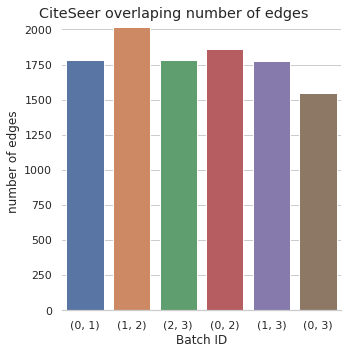 CiteSeer overlaping number of edges
2000
1750
1500
1250
1000
750
500
250
0
number of edges
(0, 1) (1, 2) (2, 3) (0, 2) (1, 3) (0, 3)
Batch ID